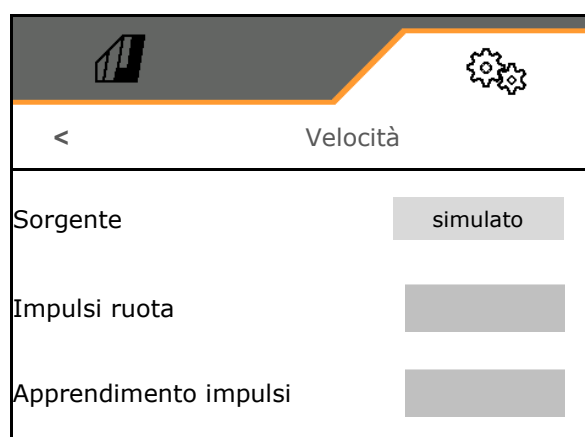 < Velocità
Sorgente simulato
Impulsi ruota
Apprendimento impulsi